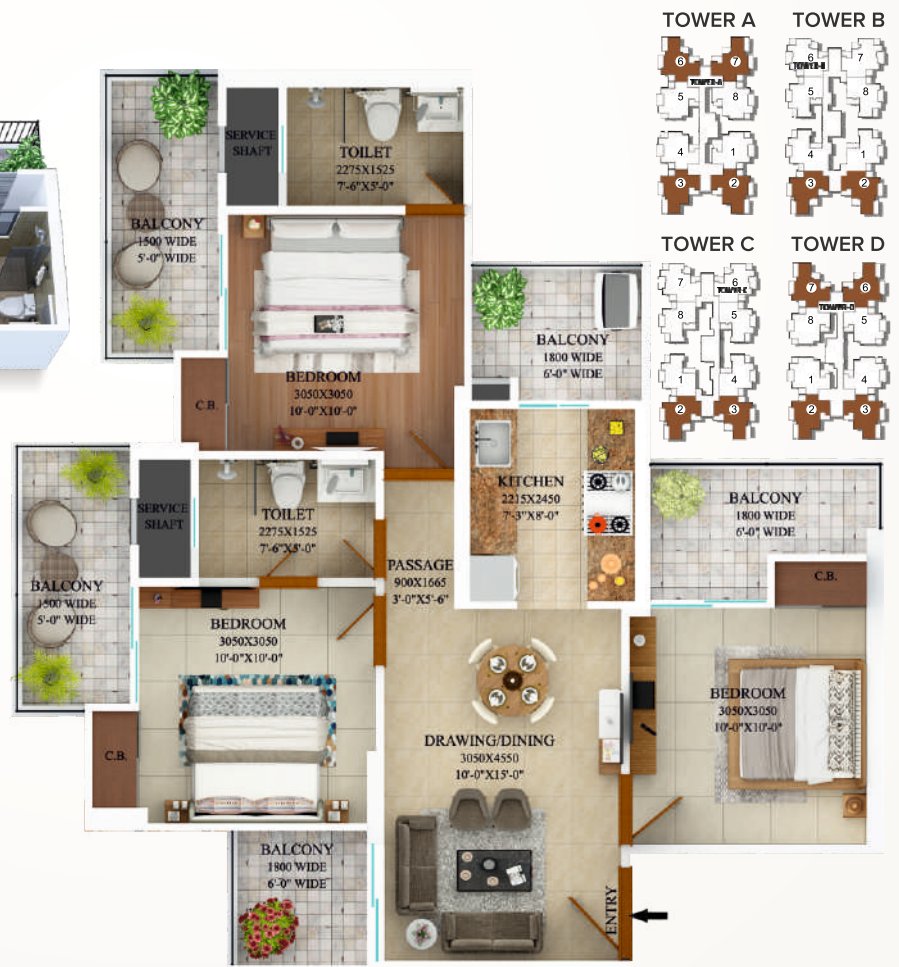 TOWER A
6
7
TOWER-A
5
8
4
1
3
2
TOWER B
6
7
TOWER-B
5
8
4
1
3
2
TOWER C
7
6
TOWER-C
8
5
1
4
2
3
TOWER D
7
6
TOWER-D
8
5
1
4
2
3
SERVICE
SHAFT
TOILET
2275X1525
7'-6"X5'-0"
BALCONY
1500 WIDE
5'-0" WIDE
BEDROOM
3050X3050
10'-0"X10'-0"
C.B.
BALCONY
1800 WIDE
6'-0" WIDE
KITCHEN
2215X2450
7'-3"X8'-0"
BALCONY
1800 WIDE
6'-0" WIDE
C.B.
SERVICE
SHAFT
TOILET
2275X1525
7'-6"X5'-0"
PASSAGE
900X1665
3'-0"X5'-6"
BALCONY
1500 WIDE
5'-0" WIDE
BEDROOM
3050X3050
10'-0"X10'-0"
C.B.
BEDROOM
3050X3050
10'-0"X10'-0"
DRAWING/DINING
3050X4550
10'-0"X15'-0"
BALCONY
1800 WIDE
6'-0" WIDE
ENTRY